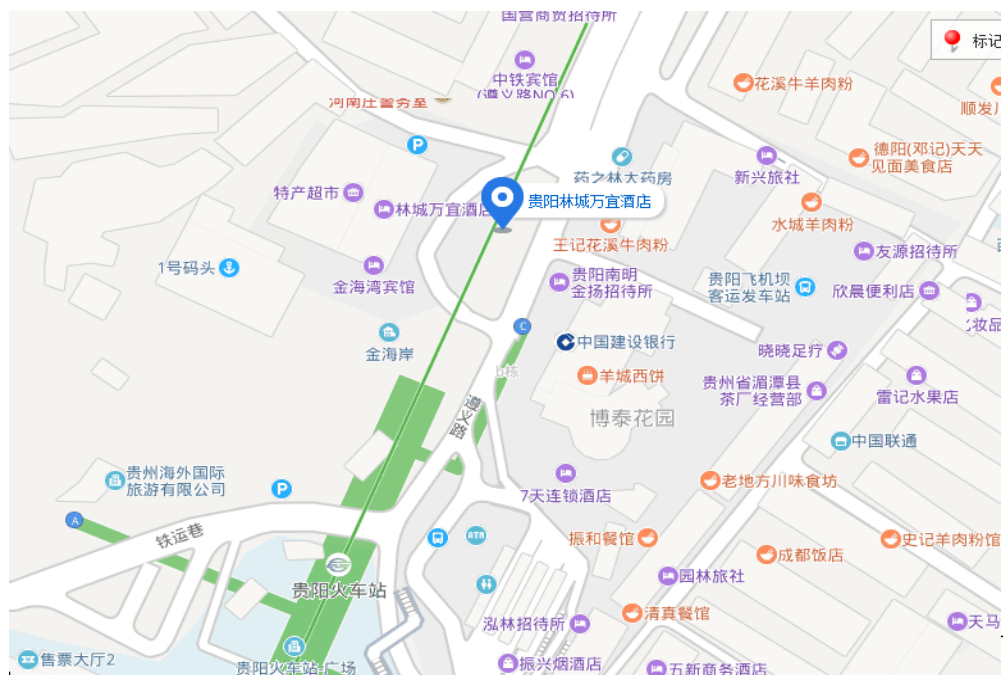 国营商贸招待所
标记
中铁宾馆
(遵义路NO.6)
花溪牛羊肉粉
河南庄警务室
顺发川
德阳(邓记)天天
见面美食店
药之林大药房
新兴旅社
特产超市
林城万宜酒店
贵阳林城万宜酒店
水城羊肉粉
王记花溪牛肉粉
友源招待所
1号码头
金海湾宾馆
贵阳南明
金扬招待所
贵阳飞机坝
客运发车站
欣晨便利店
化妆品
C
中国建设银行
金海岸
晓晓足疗
b栋
羊城西饼
贵州省湄潭县
茶厂经营部
雷记水果店
遵义路
博泰花园
中国联通
贵州海外国际
旅游有限公司
P
P
7天连锁酒店
老地方川味食坊
A
铁运巷
ATM
振和餐馆
史记羊肉粉馆
成都饭店
贵阳火车站
园林旅社
清真餐馆
泓林招待所
天马
售票大厅2
贵阳火车站-广场
振兴烟酒店
五新商务酒店